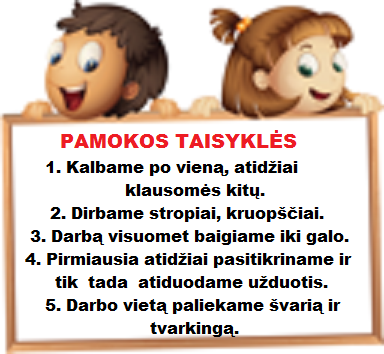 PAMOKOS TAISYKLĖS
1. Kalbame po vieną, atidžiai
klausomės kitų.
2. Dirbame stropiai, kruopščiai.
3. Darbą visuomet baigiame iki galo.
4. Pirmiausia atidžiai pasitikriname ir
tik tada atiduodame užduotis.
5. Darbo vietą paliekame švarią ir
tvarkingą.